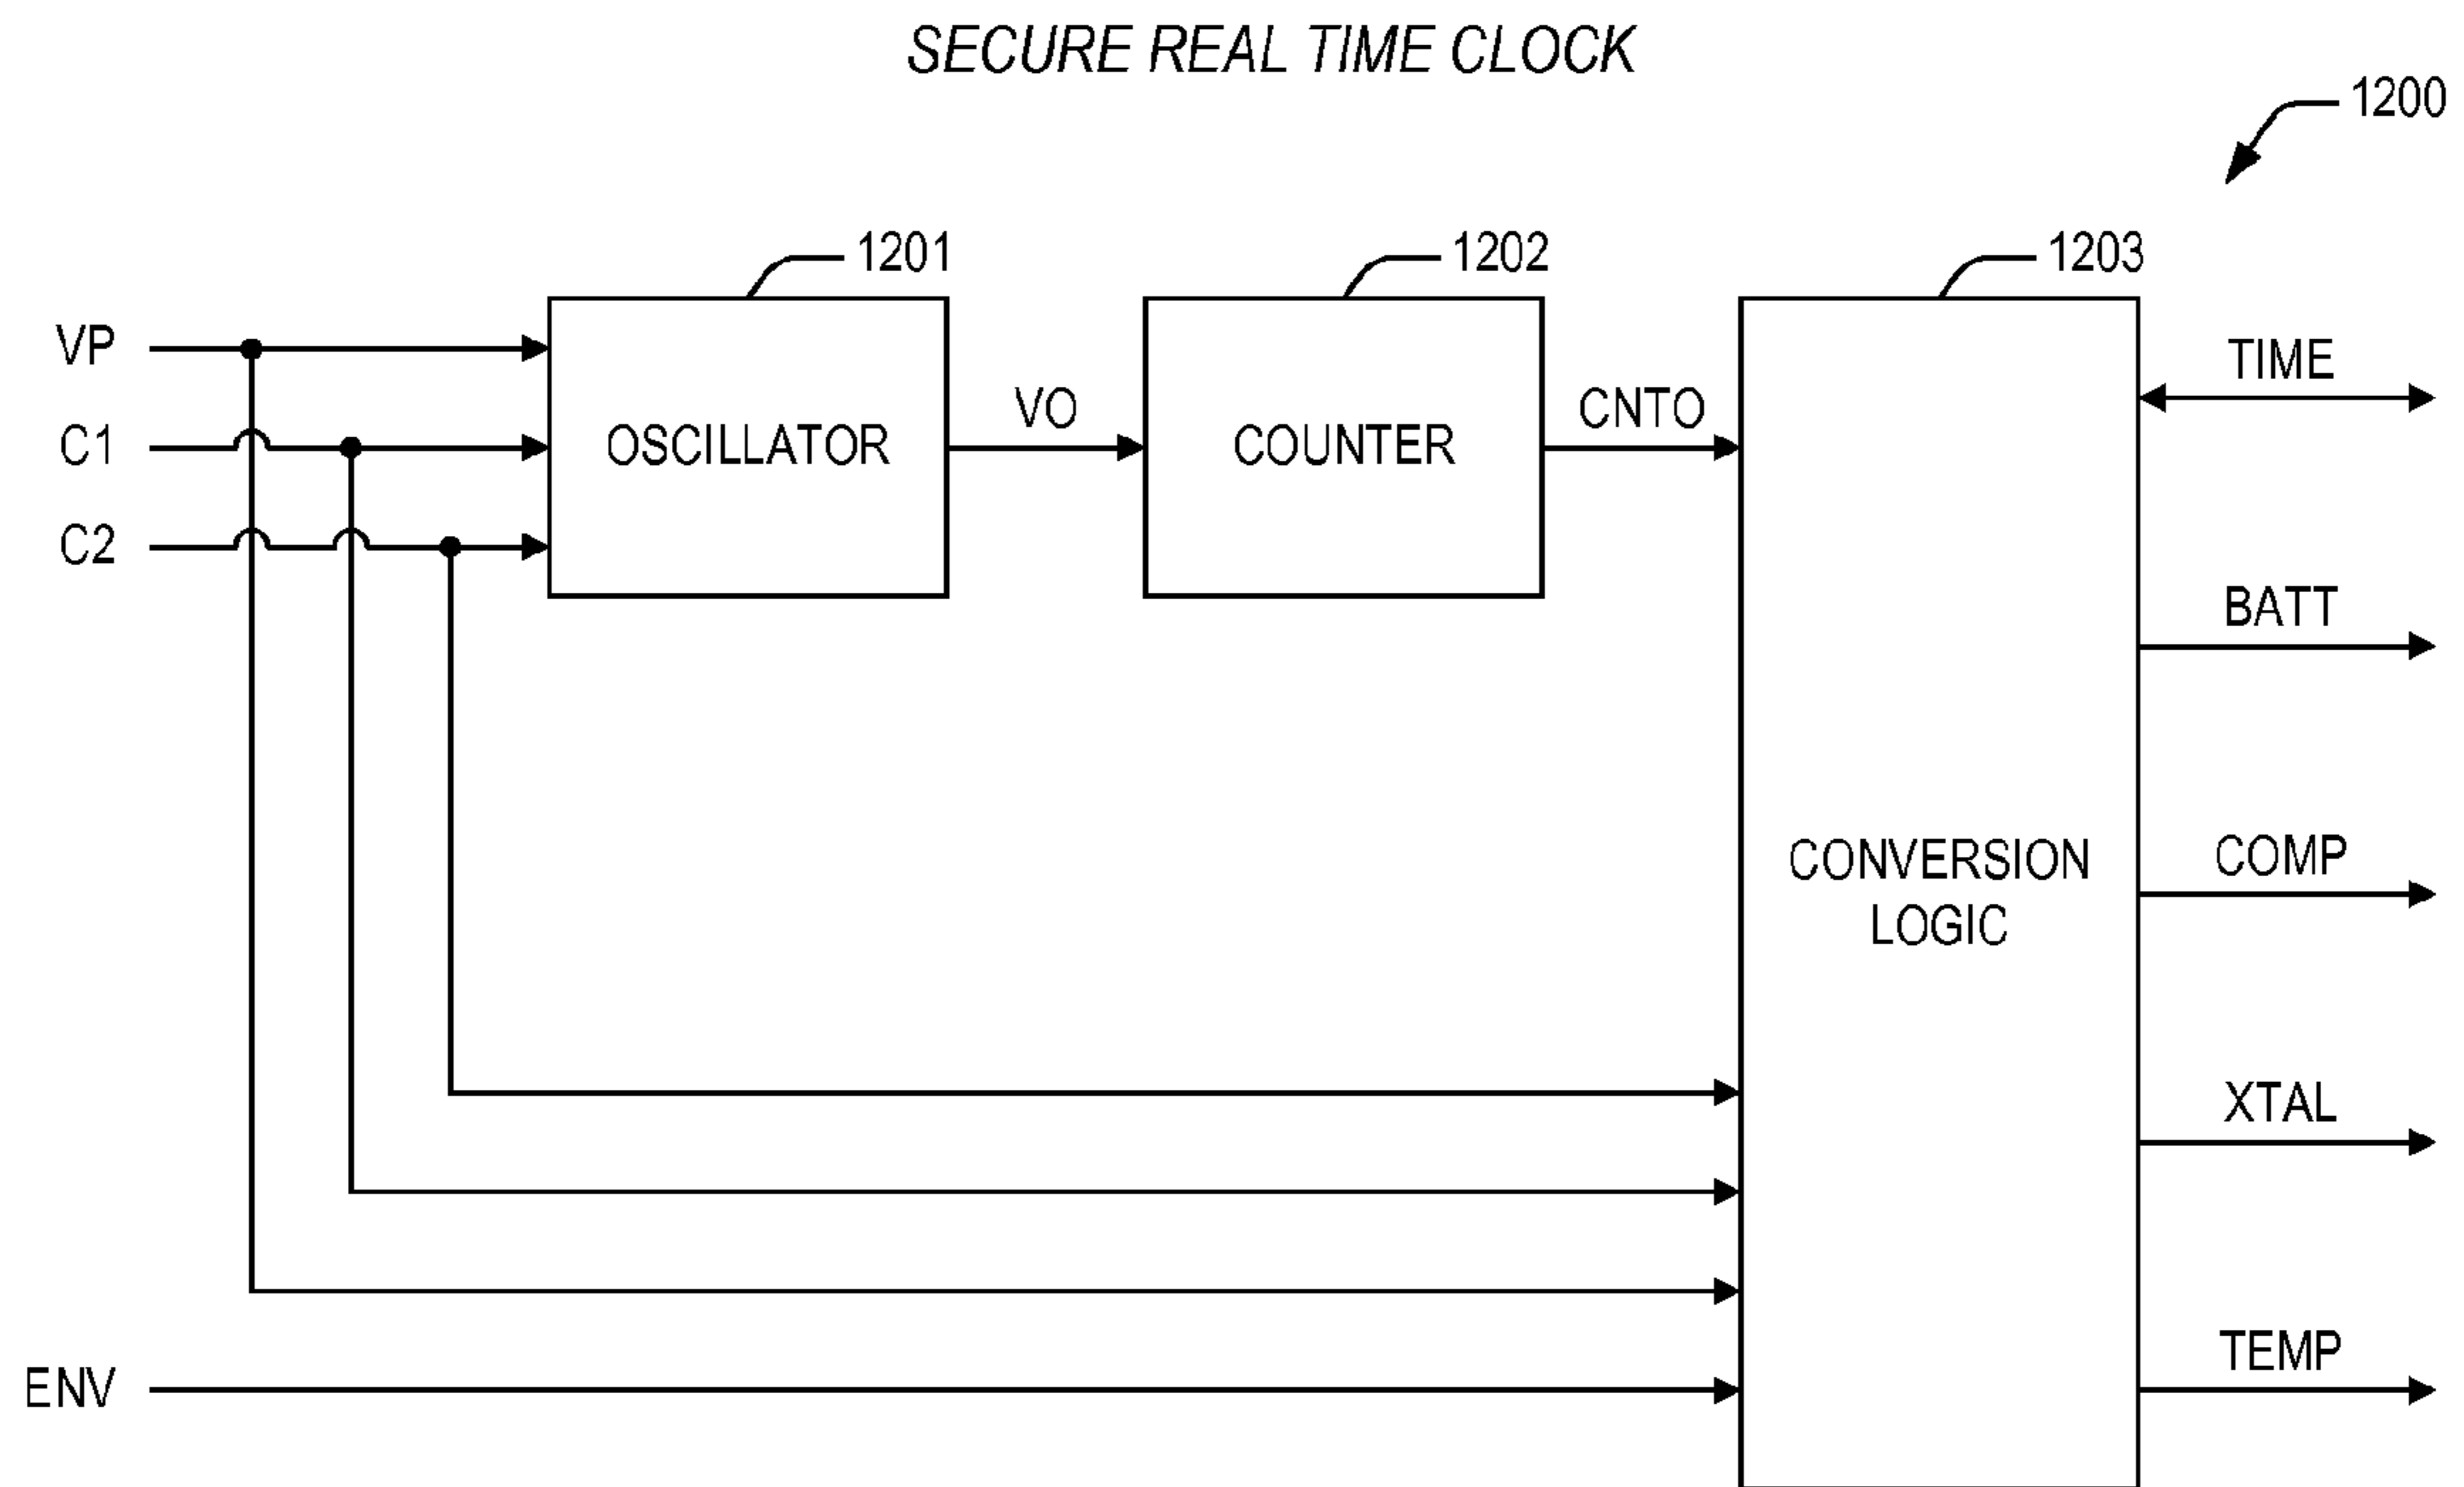 SECURE REAL TIME CLOCK
1200
1201
1202
1203
VP
C1
C2
OSCILLATOR
VO
COUNTER
CNTO
TIME
BATT
CONVERSION
LOGIC
COMP
XTAL
TEMP
ENV